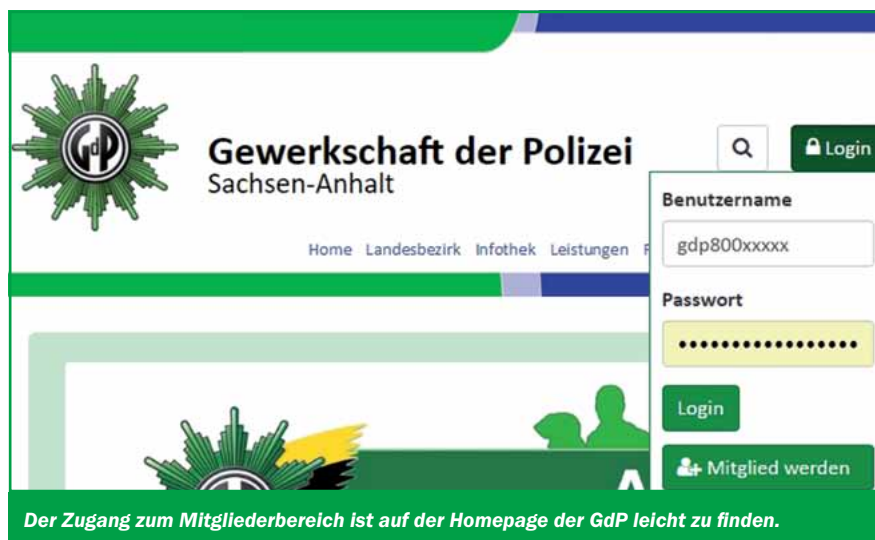 GdP
Gewerkschaft der Polizei
Sachsen-Anhalt
Login
Home Landesbezirk Infothek Leistungen
Benutzername
gdp800xxxxx
Passwort
•••••••••••••••••
Login
Mitglied werden
A
Der Zugang zum Mitgliederbereich ist auf der Homepage der GdP leicht zu finden.